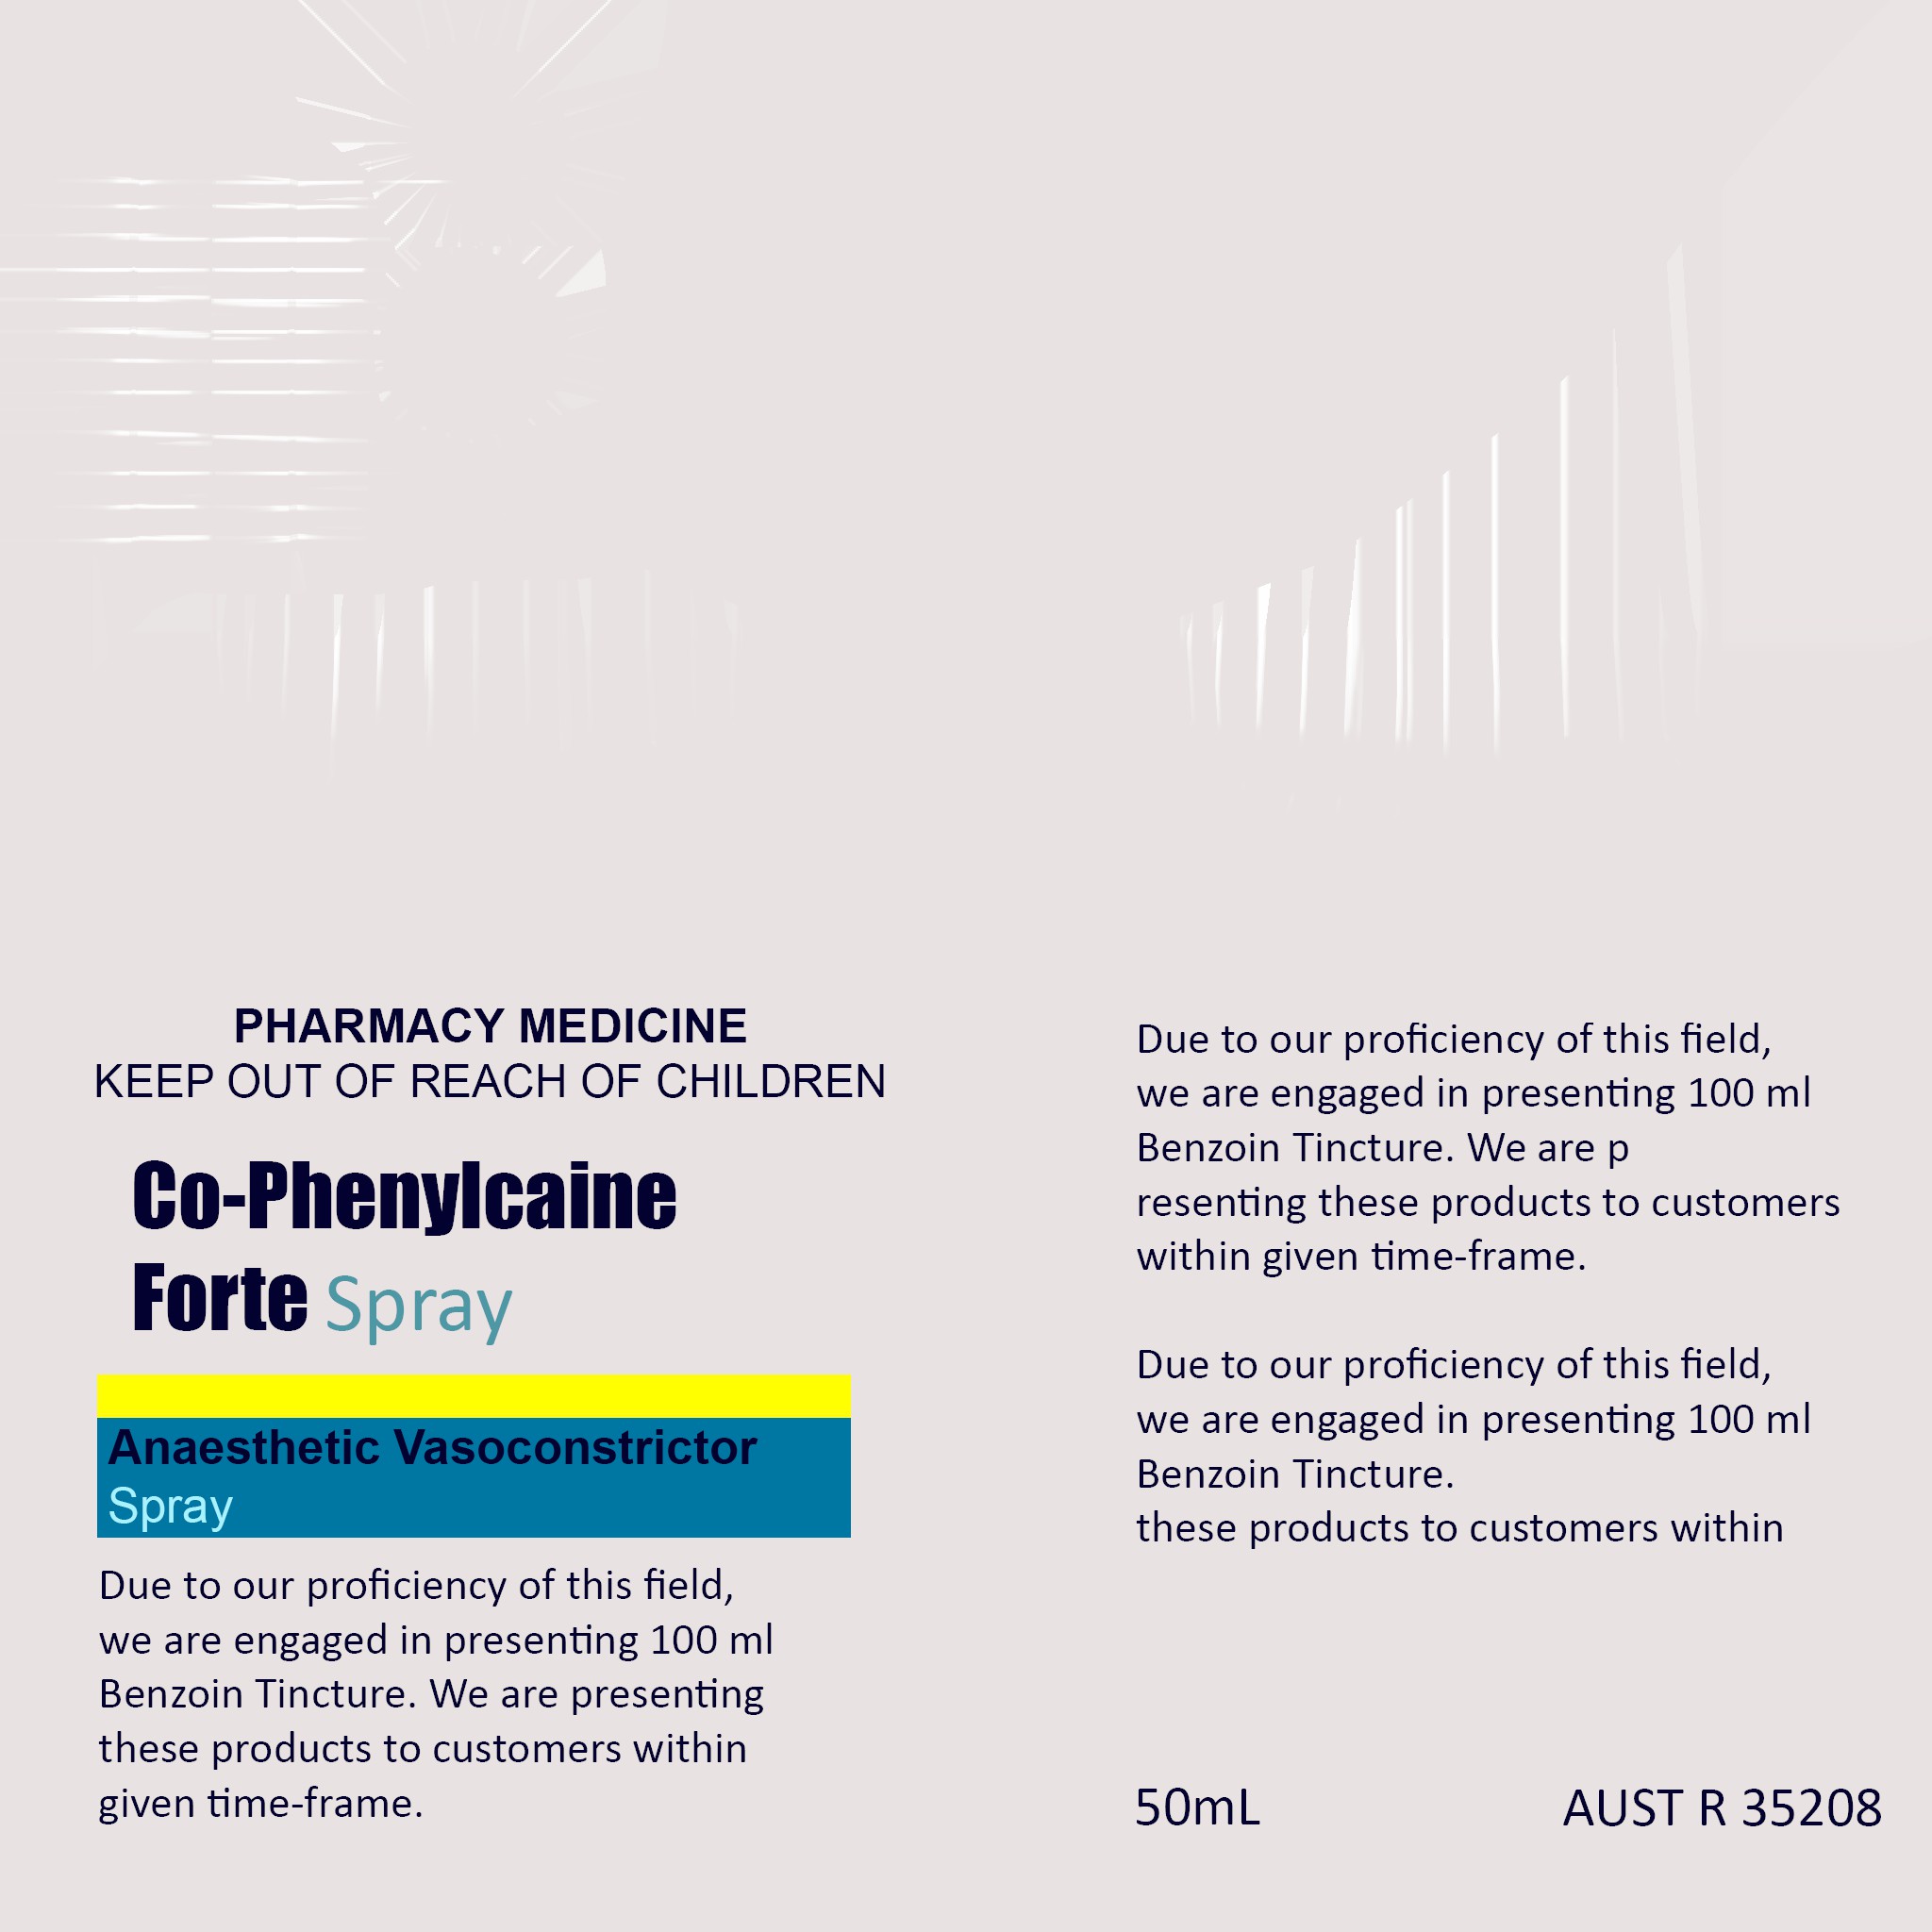 PHARMACY MEDICINE
KEEP OUT OF REACH OF CHILDREN
Co-Phenylcaine
Forte Spray
Anaesthetic Vasoconstrictor
Spray
Due to our proficiency of this field,
we are engaged in presenting 100 ml
Benzoin Tincture. We are presenting
these products to customers within
given time-frame.
Due to our proficiency of this field,
we are engaged in presenting 100 ml
Benzoin Tincture. We are p
resenting these products to customers
within given time-frame.
Due to our proficiency of this field,
we are engaged in presenting 100 ml
Benzoin Tincture.
these products to customers within
50mL
AUST R 35208